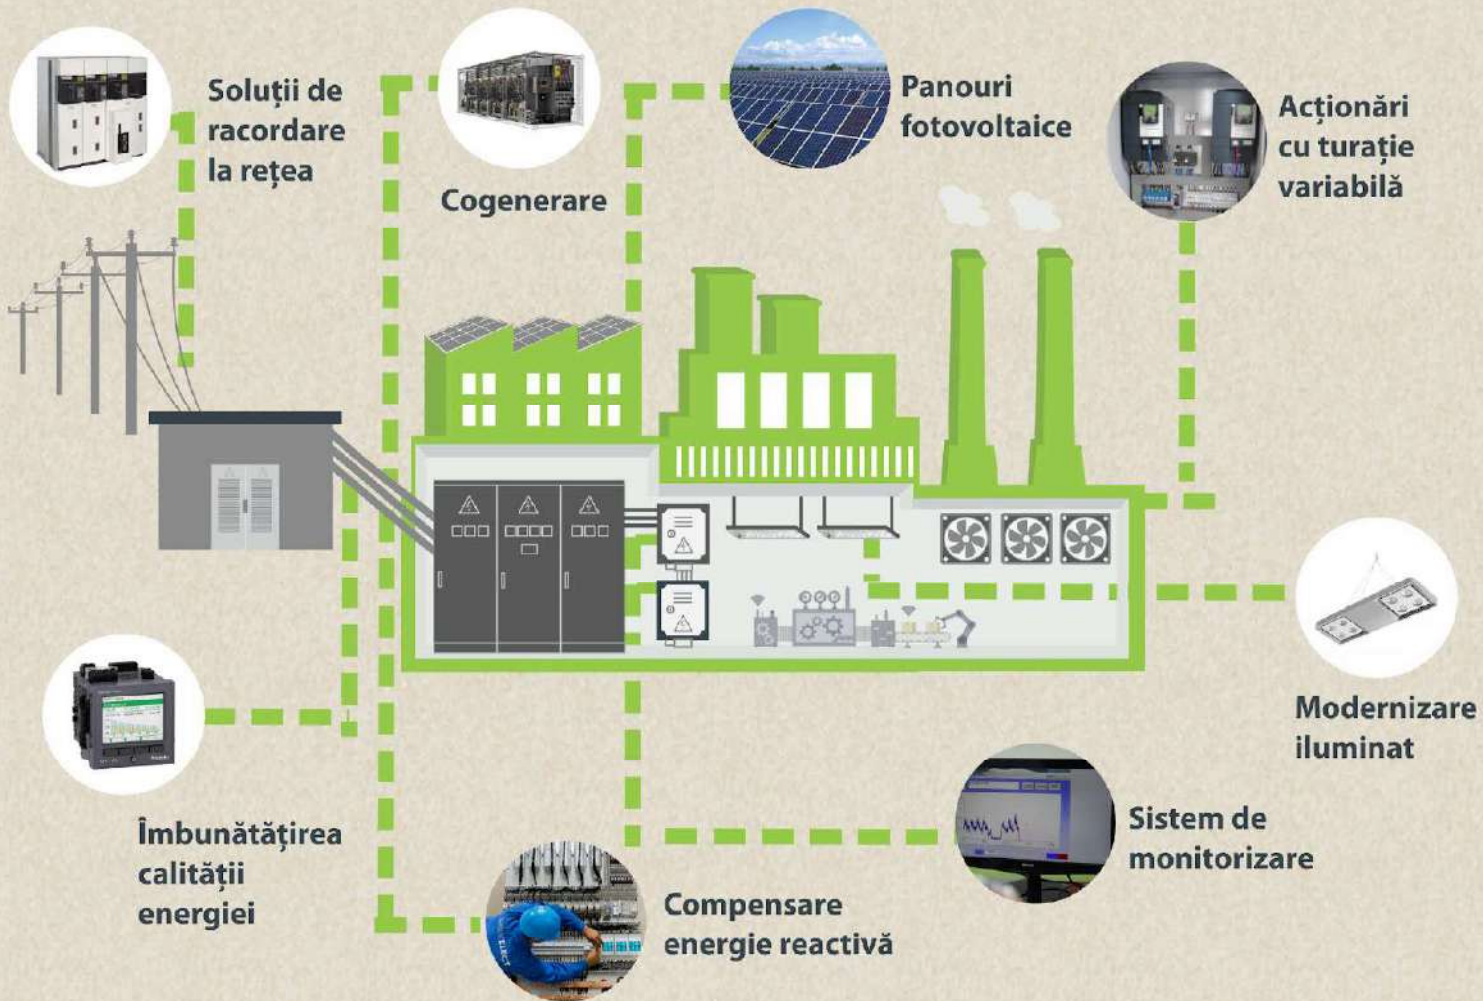 Soluții de
racordare
la rețea
Cogenerare
Panouri
fotovoltaice
Acționări
cu turație
variabilă
Modernizare
iluminat
Îmbunătățirea
calității
energiei
Compensare
energie reactivă
Sistem de
monitorizare
ELECT